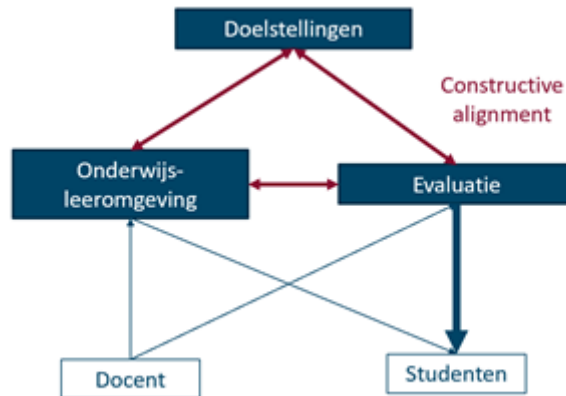 Doelstellingen
Constructive
alignment
Onderwijs-
leeromgeving
Evaluatie
Docent
Studenten